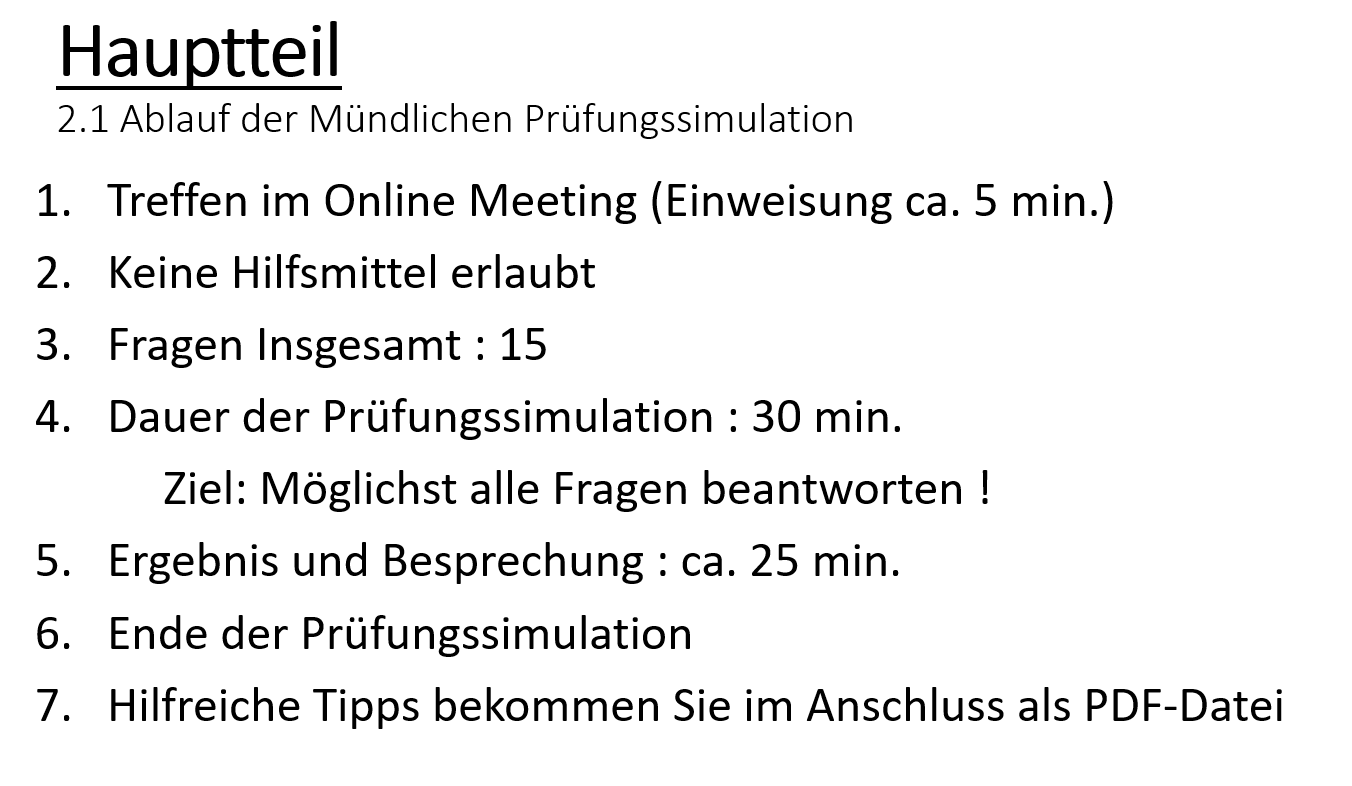 Hauptteil
2.1 Ablauf der Mündlichen Prüfungssimulation
1. Treffen im Online Meeting (Einweisung ca. 5 min.)
2. Keine Hilfsmittel erlaubt
3. Fragen Insgesamt : 15
4. Dauer der Prüfungssimulation : 30 min.
Ziel: Möglichst alle Fragen beantworten !
5. Ergebnis und Besprechung : ca. 25 min.
6. Ende der Prüfungssimulation
7. Hilfreiche Tipps bekommen Sie im Anschluss als PDF-Datei